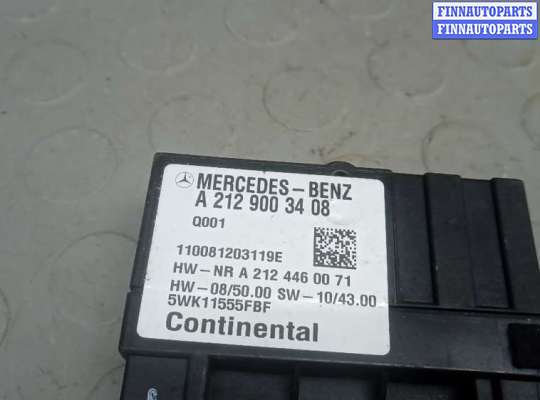 FINNAUTOPARTS
FINNAUTOPARTS
MERCEDES-BENZ
A 212 900 34 08
Q001
110081203119E
HW-NR A 212 446 00 71
HW-08/50.00 SW-10/43.00
5WK11555FBF
Continental